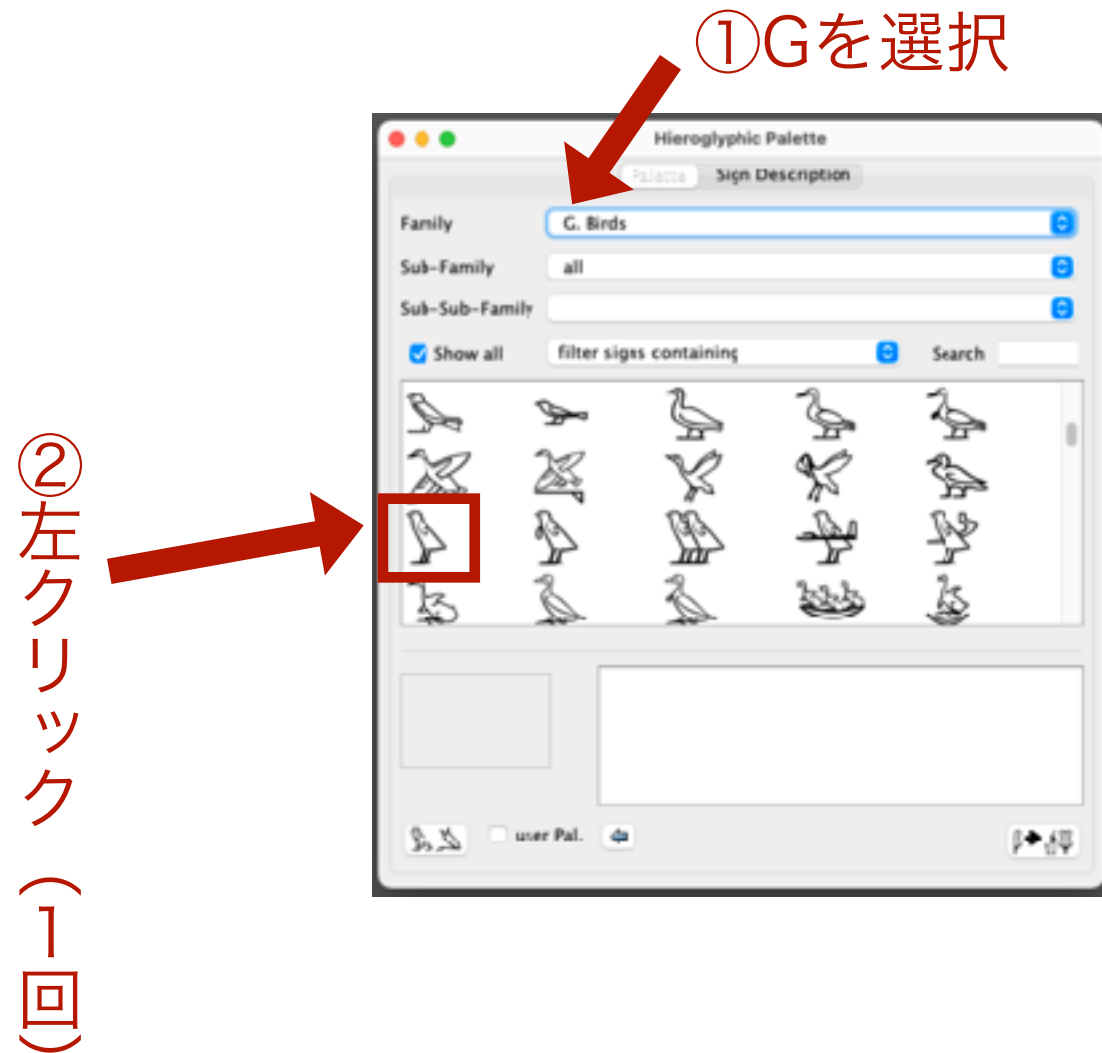 ①Gを選択
Hieroglyphic Palette
Palette Sign Description
Family G. Birds
Sub-Family all
Sub-Sub-Family
Show all filter signs containing Search
②左クリック（1回）
user Pal.